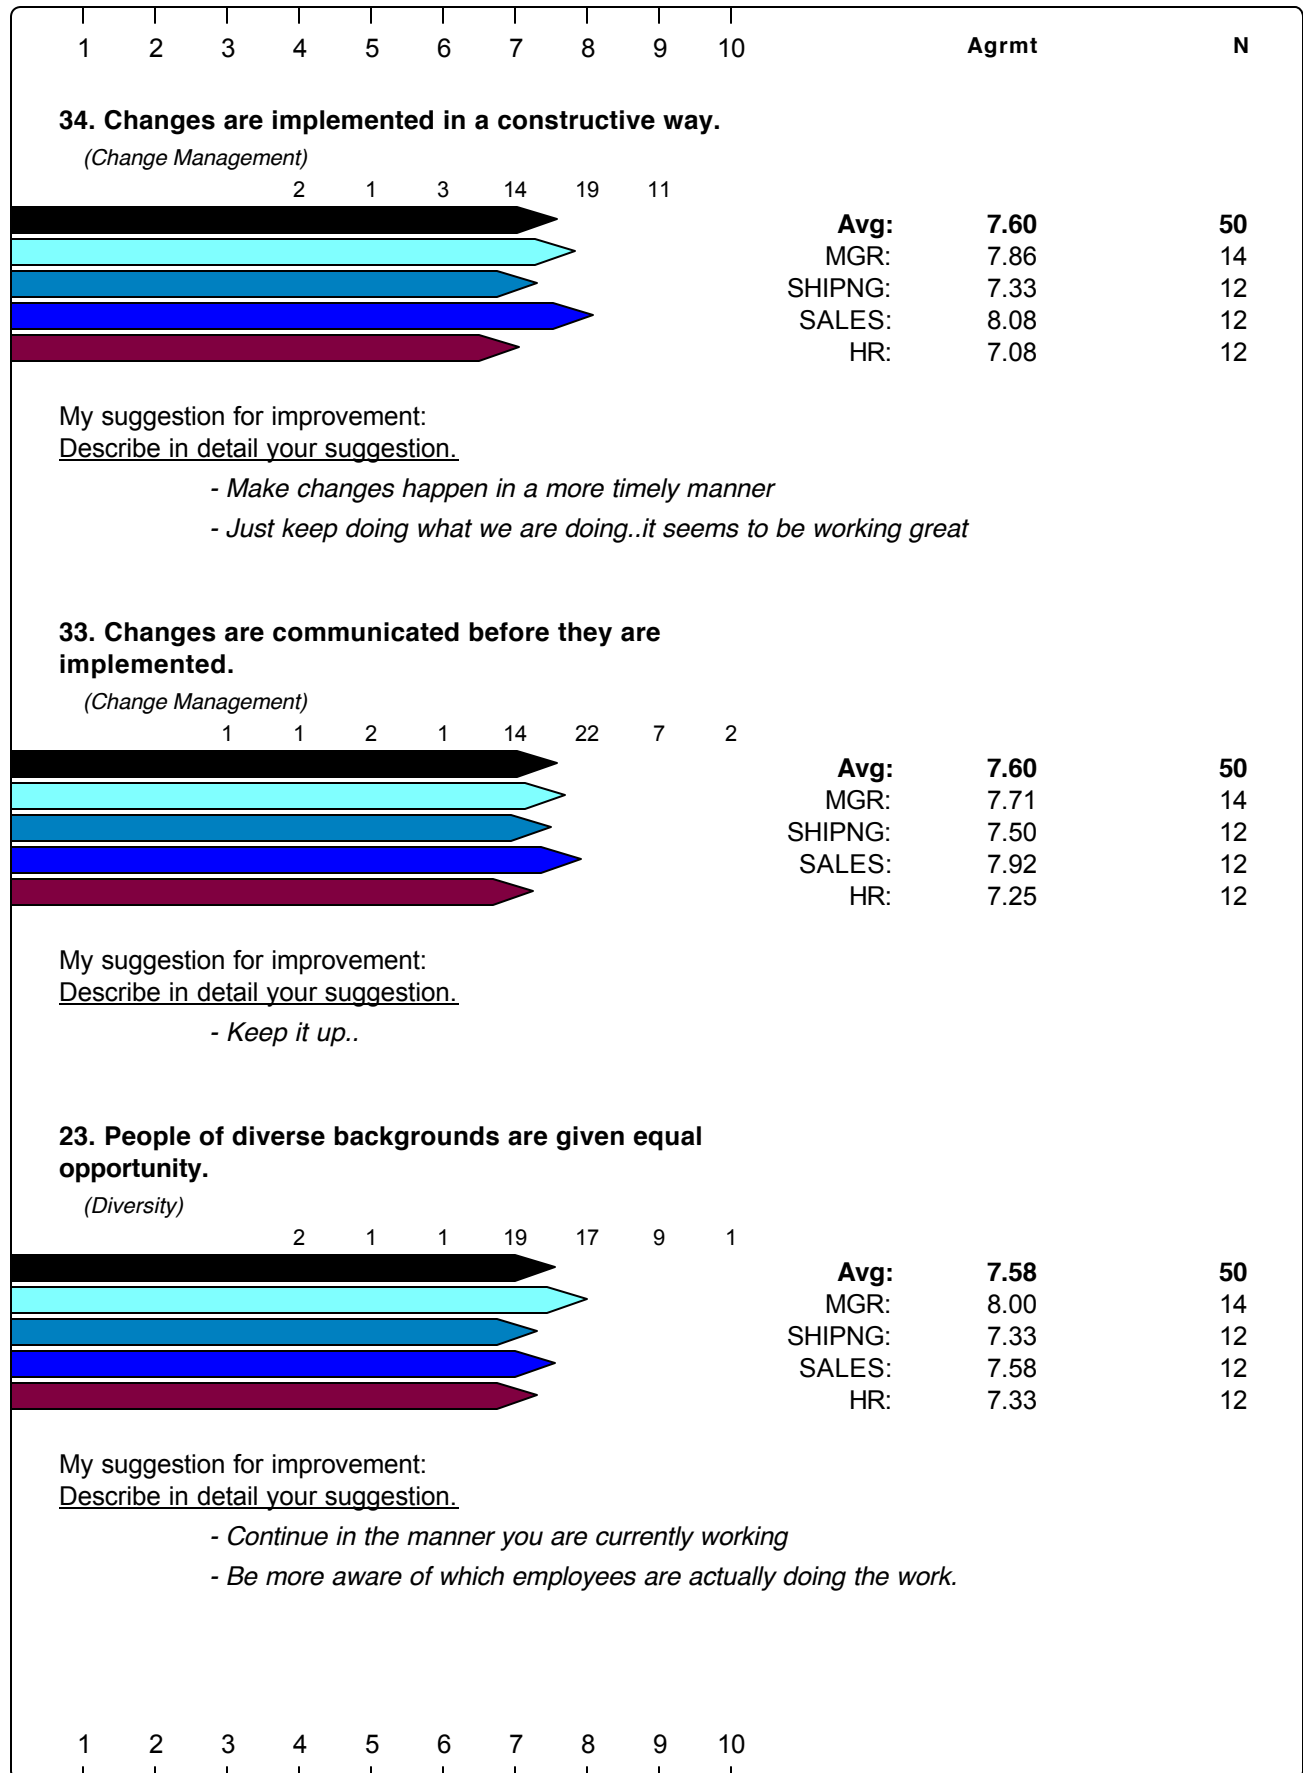 1 2 3 4 5 6 7 8 9 10 Agrmt N
34. Changes are implemented in a constructive way.
(Change Management)
2 1 3 14 19 11
Avg: 7.60 50
MGR: 7.86 14
SHIPNG: 7.33 12
SALES: 8.08 12
HR: 7.08 12
My suggestion for improvement:
Describe in detail your suggestion.
- Make changes happen in a more timely manner
- Just keep doing what we are doing..it seems to be working great
33. Changes are communicated before they are
implemented.
(Change Management)
1 1 2 1 14 22 7 2
Avg: 7.60 50
MGR: 7.71 14
SHIPNG: 7.50 12
SALES: 7.92 12
HR: 7.25 12
My suggestion for improvement:
Describe in detail your suggestion.
- Keep it up..
23. People of diverse backgrounds are given equal
opportunity.
(Diversity)
2 1 1 19 17 9 1
Avg: 7.58 50
MGR: 8.00 14
SHIPNG: 7.33 12
SALES: 7.58 12
HR: 7.33 12
My suggestion for improvement:
Describe in detail your suggestion.
- Continue in the manner you are currently working
- Be more aware of which employees are actually doing the work.
1 2 3 4 5 6 7 8 9 10